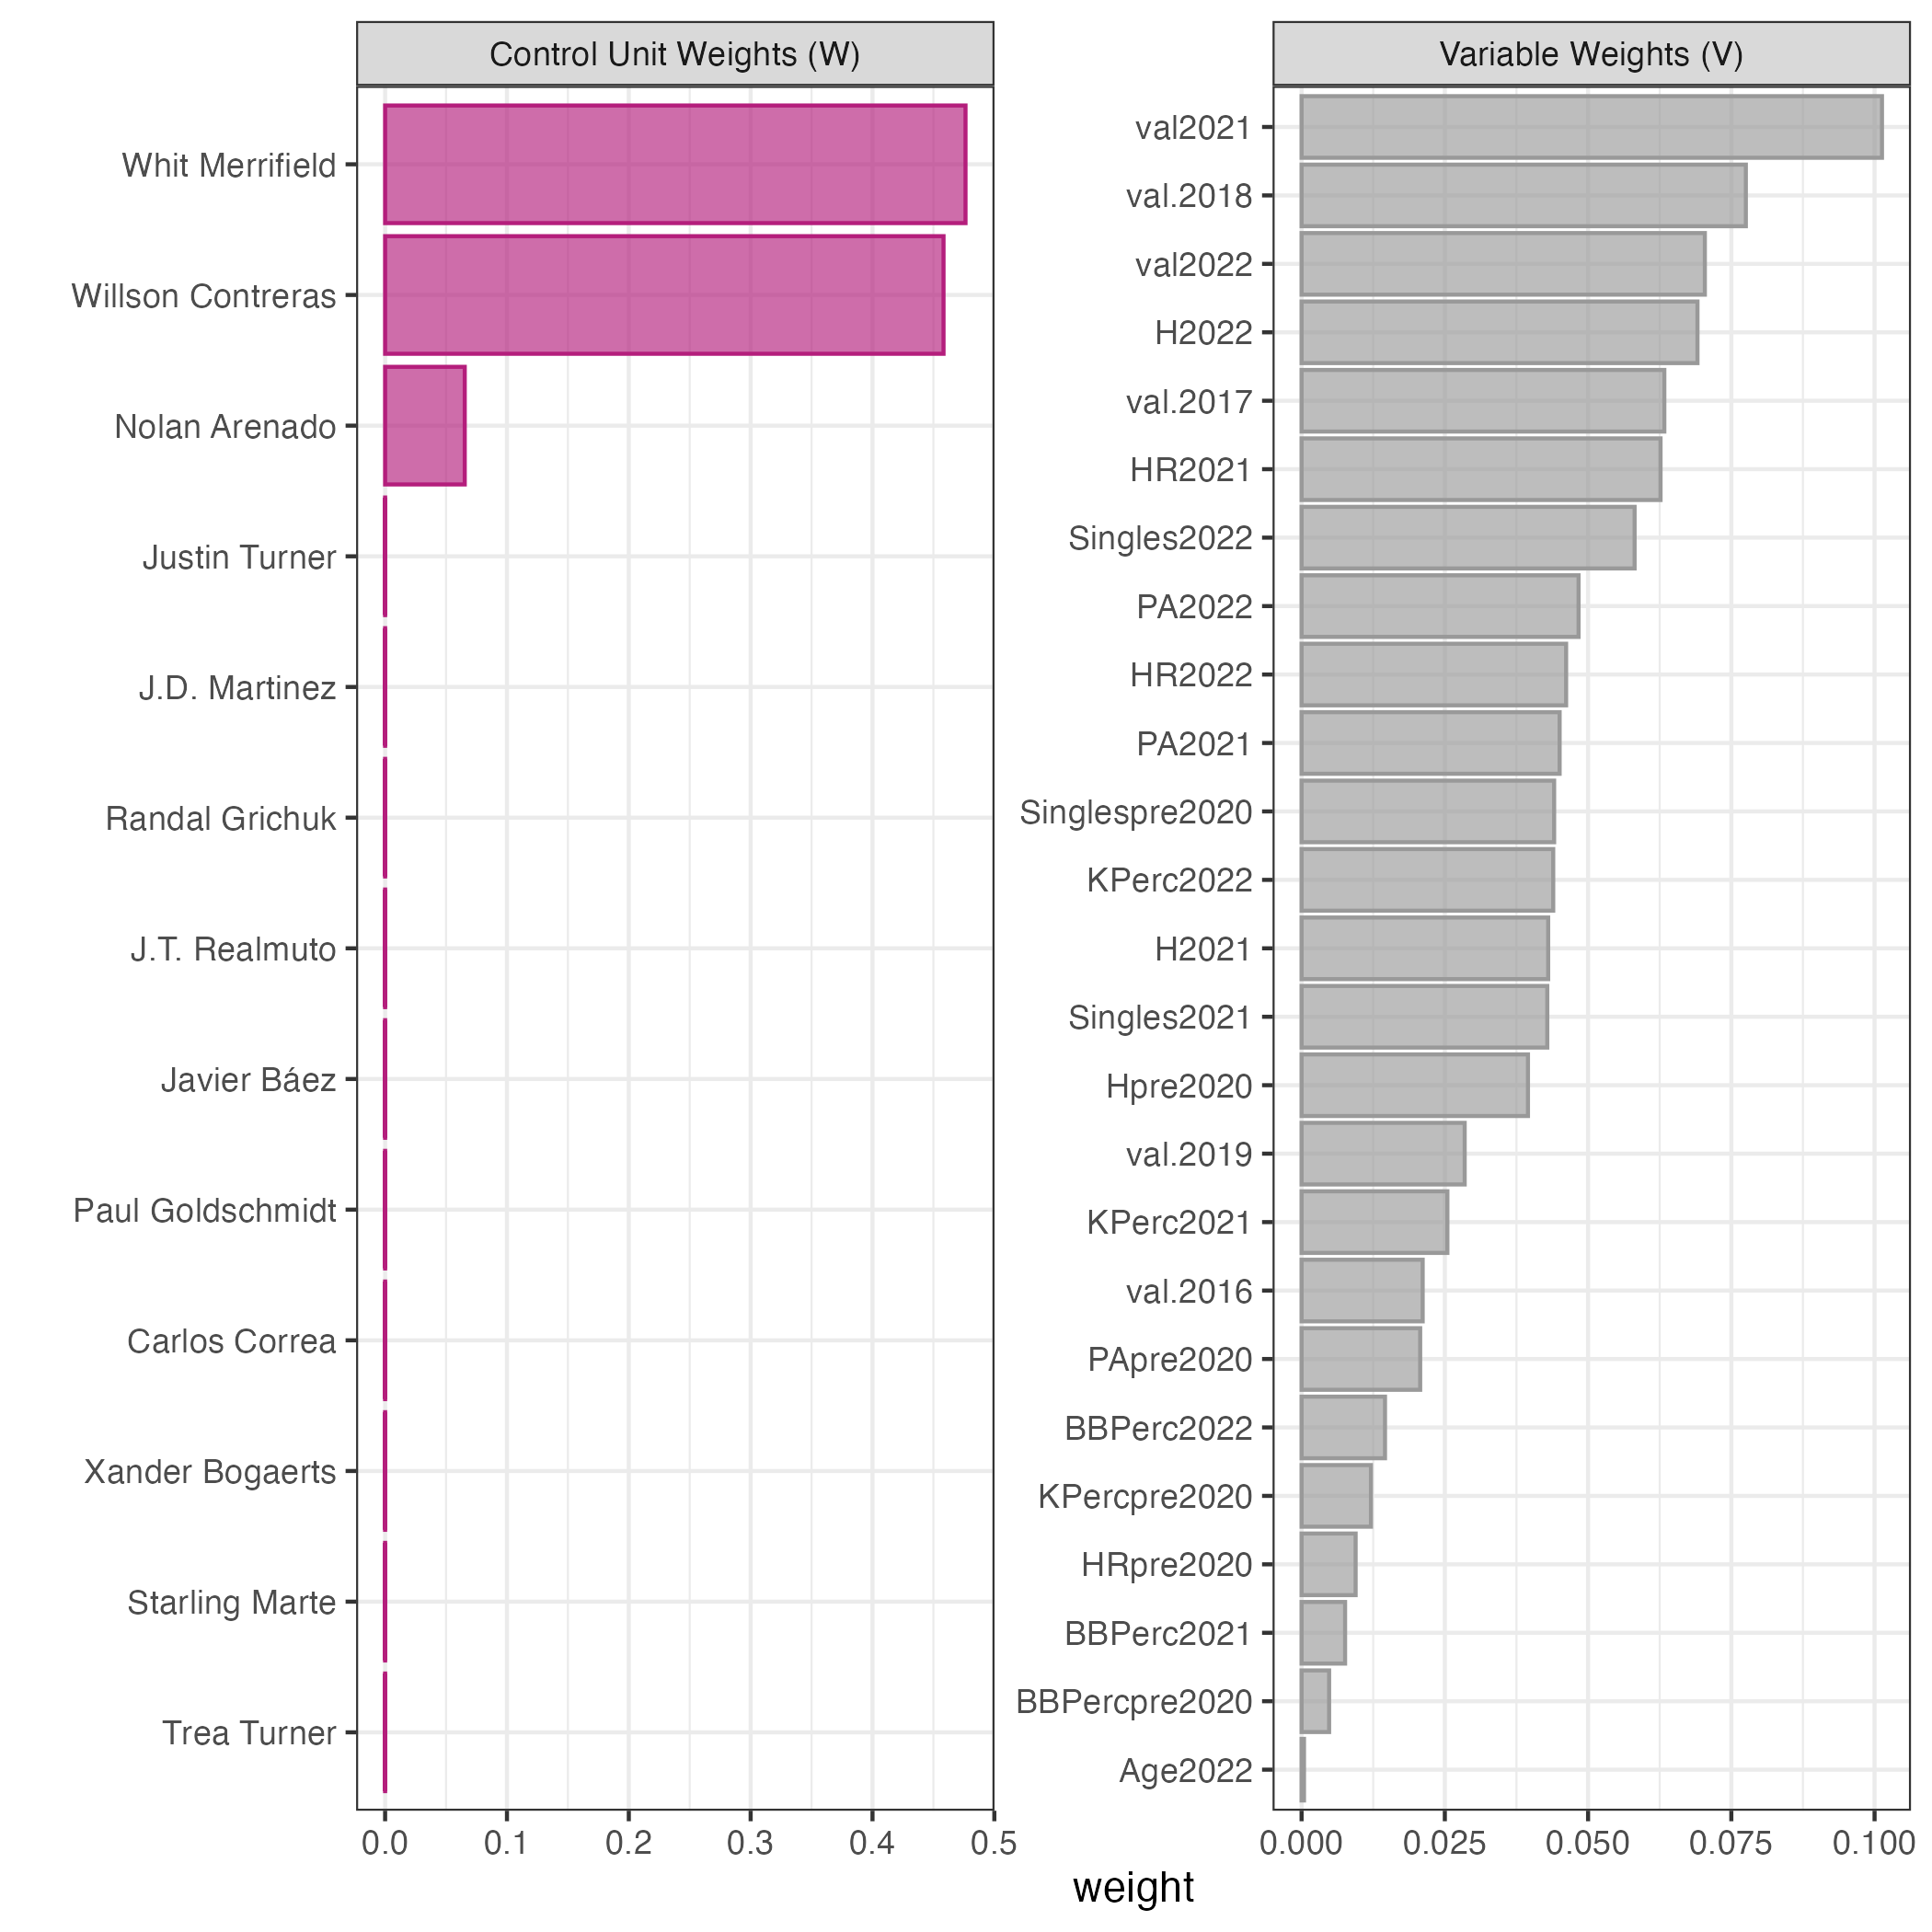 Control Unit Weights (W)
Whit Merrifield
Willson Contreras
Nolan Arenado
Justin Turner
J.D. Martinez
Randal Grichuk
J.T. Realmuto
Javier Báez
Paul Goldschmidt
Carlos Correa
Xander Bogaerts
Starling Marte
Trea Turner
0.0 0.1 0.2 0.3 0.4 0.5
Variable Weights (V)
val2021
val.2018
val2022
H2022
val.2017
HR2021
Singles2022
PA2022
HR2022
PA2021
Singlespre2020
KPerc2022
H2021
Singles2021
Hpre2020
val.2019
KPerc2021
val.2016
PApre2020
BBPerc2022
KPercpre2020
HRpre2020
BBPerc2021
BBPercpre2020
Age2022
0.000 0.025 0.050 0.075 0.100
weight